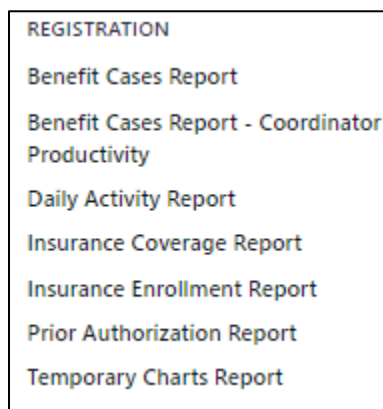 REGISTRATION
Benefit Cases Report
Benefit Cases Report - Coordinator
Productivity
Daily Activity Report
Insurance Coverage Report
Insurance Enrollment Report
Prior Authorization Report
Temporary Charts Report